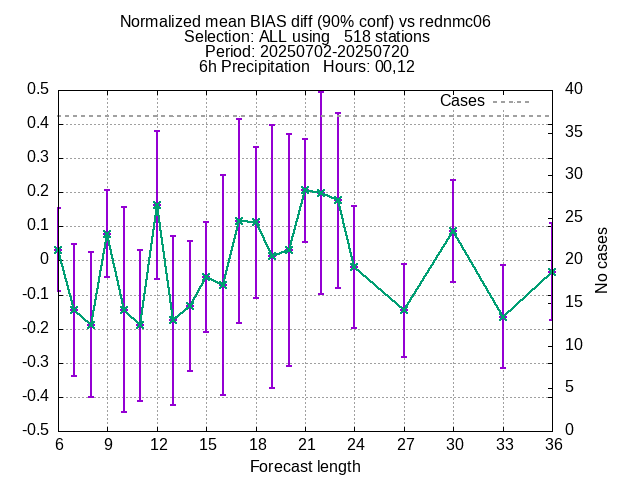 Normalized mean BIAS diff (90% conf) vs rednmc06
Selection: ALL using   518 stations
Period: 20250702-20250720
6h Precipitation   Hours: 00,12
Cases
0.5
0.4
0.3
0.2
0.1
0
-0.1
-0.2
-0.3
-0.4
-0.5
40
35
30
25
20
15
10
5
0
No cases
6 9 12 15 18 21 24 27 30 33 36
Forecast length